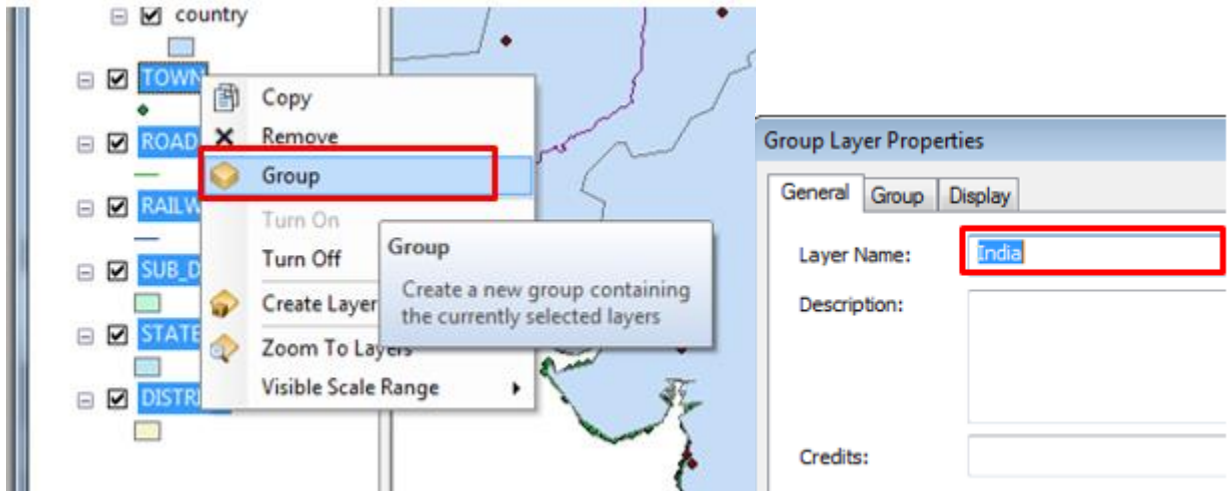 country
TOWN
ROAD
RAILW
SUB_D
STATE
DISTR
Copy
Remove
Group
Turn On
Turn Off
Create Layer
Zoom To Layers
Visible Scale Range
Group
Create a new group containing
the currently selected layers
Group Layer Properties
General Group Display
Layer Name: India
Description:
Credits: